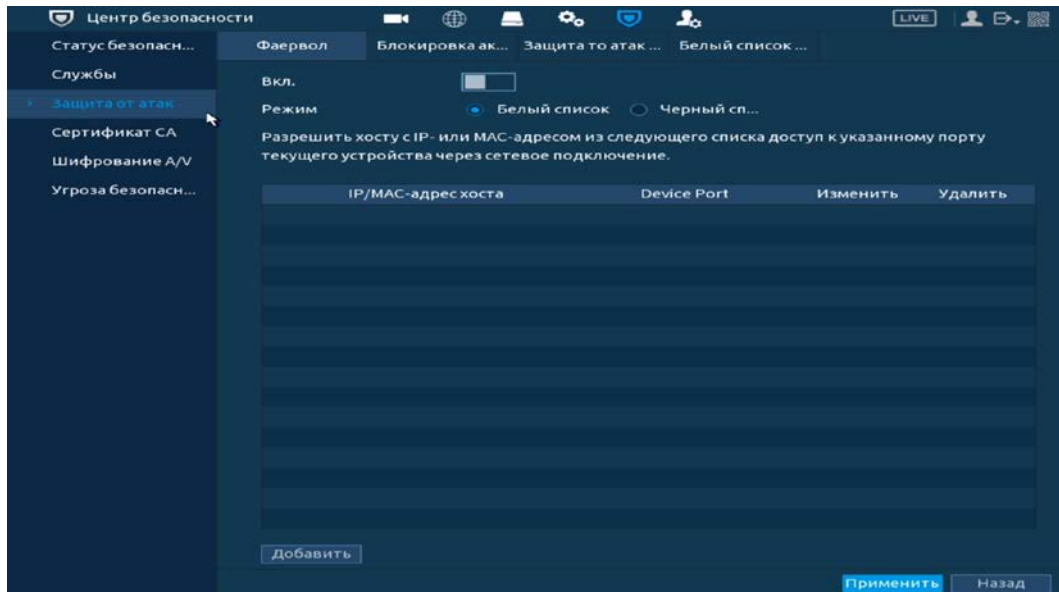 Центр безопасности
LIVE
Статус безопасн...
Службы
Защита от атак
Сертификат CA
Шифрование A/V
Угроза безопасн...
Фаервол
Блокировка ак...
Защита то атак ...
Белый список ...
Вкл.
Режим
Белый список
Черный сп...
Разрешить хосту с IP- или MAC-адресом из следующего списка доступ к указанному порту
текущего устройства через сетевое подключение.
IP/MAC-адрес хоста
Device Port
Изменить
Удалить
Добавить
Применить
Назад